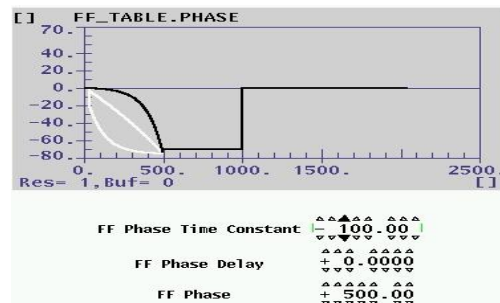 [] FF_TABLE.PHASE
70.
40.
20.
0.
-20.
-40.
-60.
-80.
0. 500. 1000. 1500. 2500.
Res= 1,Buf= 0 []
FF Phase Time Constant - 100.00
FF Phase Delay + 0.0000
FF Phase + 500.00